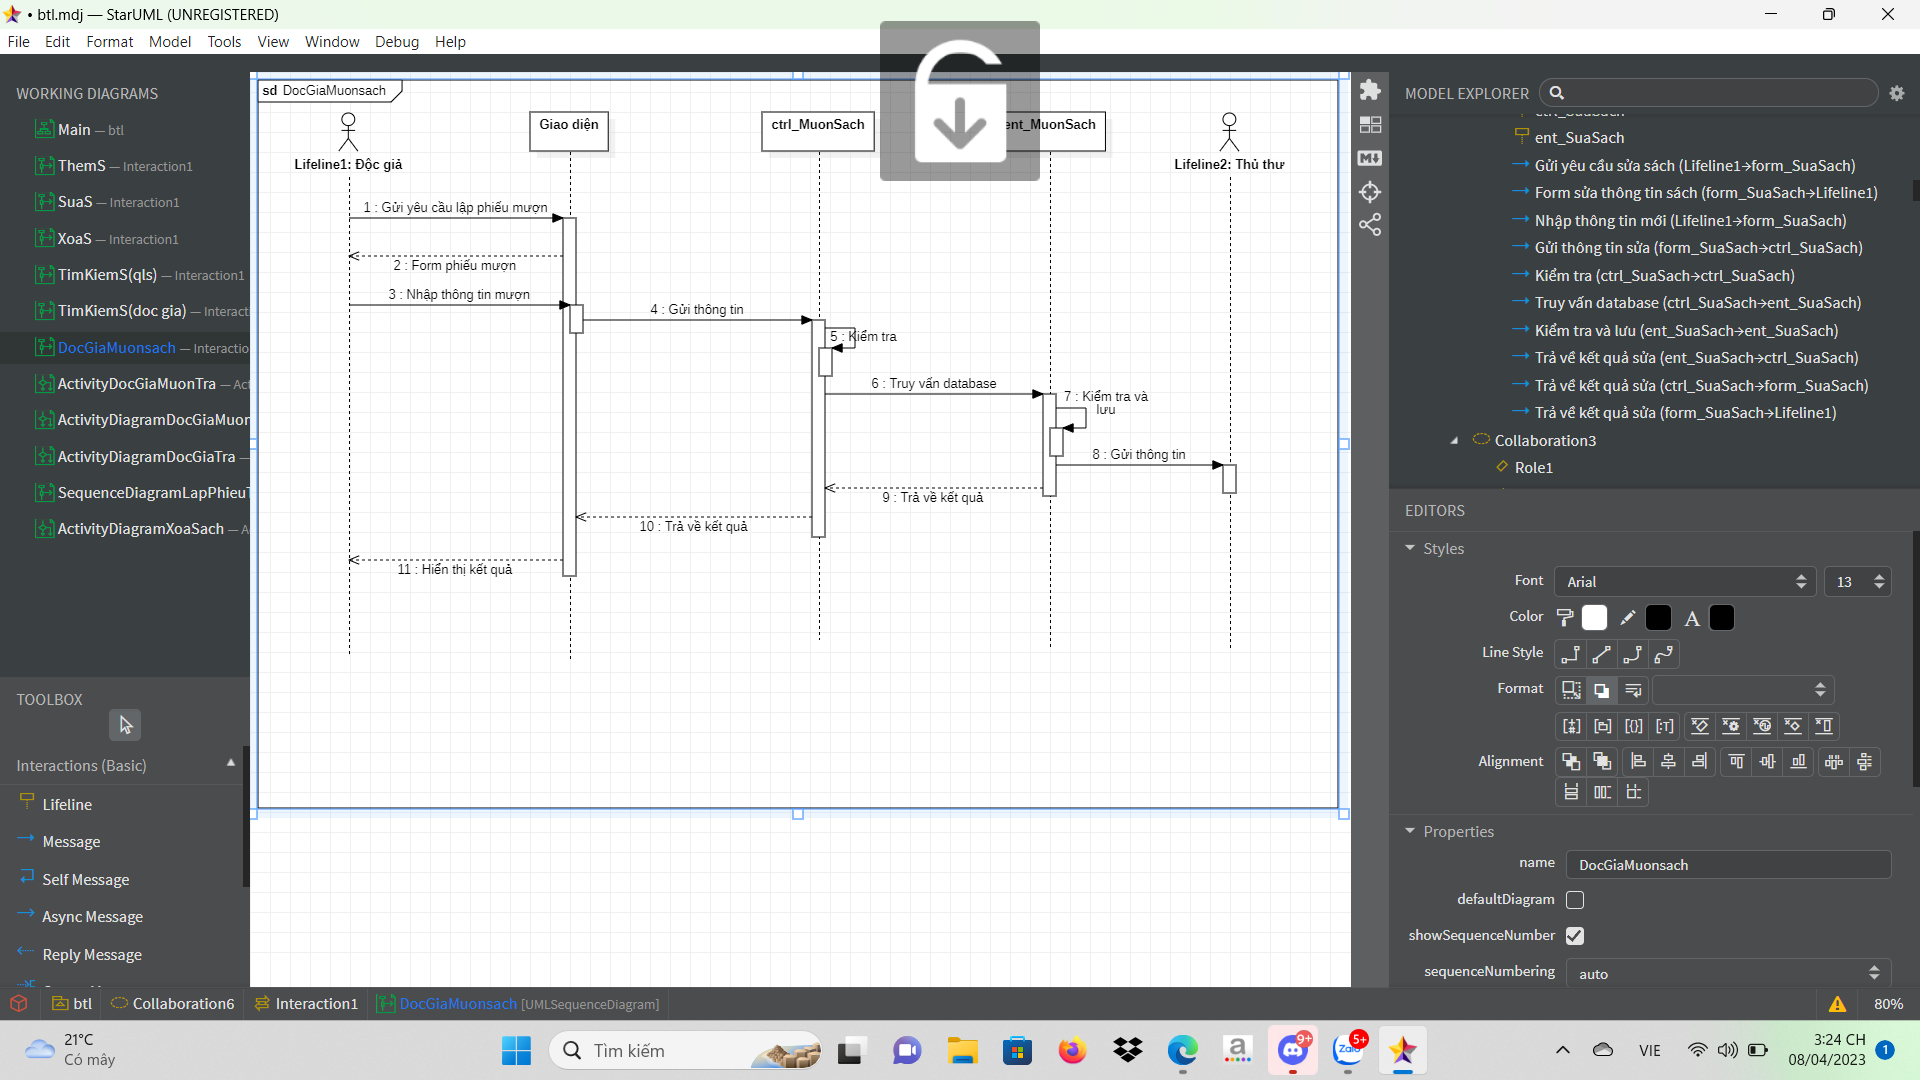 • btl.mdj — StarUML (UNREGISTERED)
File Edit Format Model Tools View Window Debug Help
WORKING DIAGRAMS
Main — btl
ThemS — Interaction1
SuaS — Interaction1
XoaS — Interaction1
TimKiemS(qls) — Interaction1
TimKiemS(doc gia) — Interact
DocGiaMuonsach — Interactio
ActivityDocGiaMuonTra — Act
ActivityDiagramDocGiaMuor
ActivityDiagramDocGiaTra —
SequenceDiagramLapPhieuT
ActivityDiagramXoaSach — A
TOOLBOX
Interactions (Basic)
Lifeline
Message
Self Message
Async Message
Reply Message
sd DocGiaMuonsach
Lifeline1: Độc giả
Giao diện
ctrl_MuonSach
ent_MuonSach
Lifeline2: Thủ thư
1 : Gửi yêu cầu lập phiếu mượn
2 : Form phiếu mượn
3 : Nhập thông tin mượn
4 : Gửi thông tin
5 : Kiểm tra
6 : Truy vấn database
7 : Kiểm tra và
lưu
8 : Gửi thông tin
9 : Trả về kết quả
10 : Trả về kết quả
11 : Hiển thị kết quả
MODEL EXPLORER
ctrl_SuaSach
ent_SuaSach
Gửi yêu cầu sửa sách (Lifeline1→form_SuaSach)
Form sửa thông tin sách (form_SuaSach→Lifeline1)
Nhập thông tin mới (Lifeline1→form_SuaSach)
Gửi thông tin sửa (form_SuaSach→ctrl_SuaSach)
Kiểm tra (ctrl_SuaSach→ctrl_SuaSach)
Truy vấn database (ctrl_SuaSach→ent_SuaSach)
Kiểm tra và lưu (ent_SuaSach→ent_SuaSach)
Trả về kết quả sửa (ent_SuaSach→ctrl_SuaSach)
Trả về kết quả sửa (ctrl_SuaSach→form_SuaSach)
Trả về kết quả sửa (form_SuaSach→Lifeline1)
Collaboration3
Role1
EDITORS
Styles
Font Arial 13
Color A
Line Style
Format
Alignment
Properties
name DocGiaMuonsach
defaultDiagram
showSequenceNumber
sequenceNumbering auto
btl Collaboration6 Interaction1 DocGiaMuonsach [UMLSequenceDiagram] 80%
21°C
Có mây
Tìm kiếm
9+
Zalo
5+
VIE
3:24 CH
08/04/2023
1